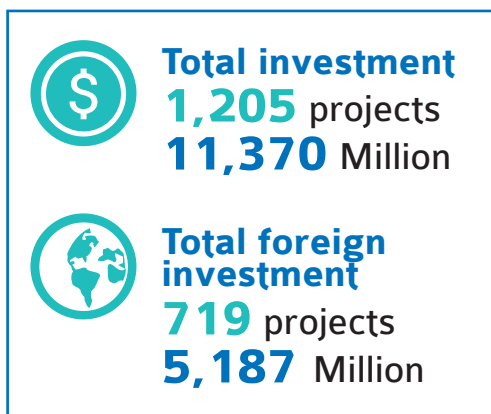 $
Total investment
1,205 projects
11,370 Million
Total foreign
investment
719 projects
5,187 Million